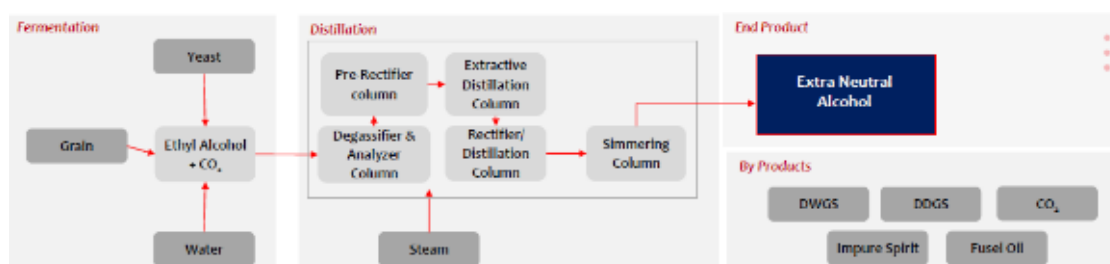 Fermentation
Yeast
Grain
Ethyl Alcohol
+ CO₂
Water
Distillation
Pre Rectifier
column
Extractive
Distillation
Column
Degassifier &
Analyzer
Column
Rectifier/
Distillation
Column
Simmering
Column
Steam
End Product
Extra Neutral
Alcohol
By Products
DWGS
DDGS
CO₂
Impure Spirit
Fusel Oil